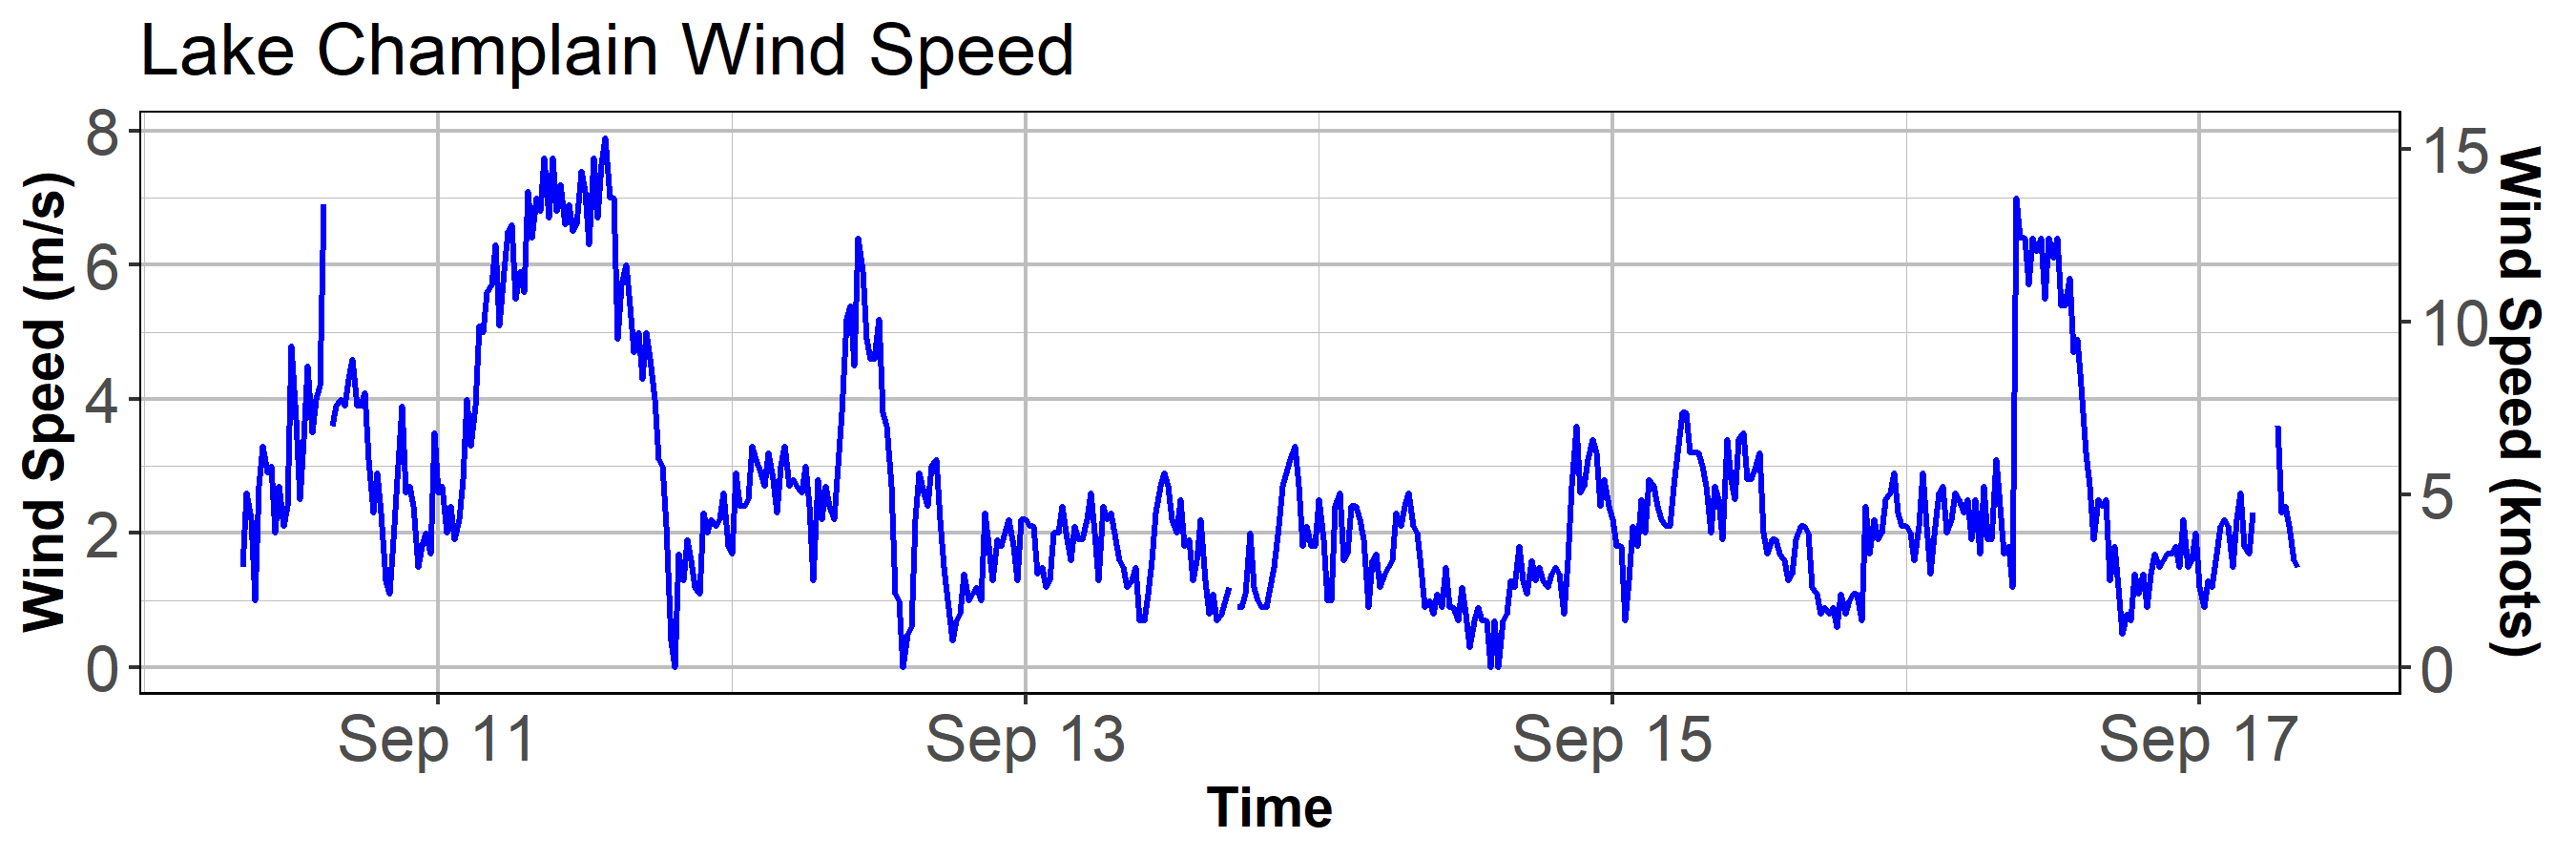 Lake Champlain Wind Speed
8
6
4
2
0
Wind Speed (m/s)
15
10
5
0
Wind Speed (knots)
Sep 11
Sep 13
Sep 15
Sep 17
Time